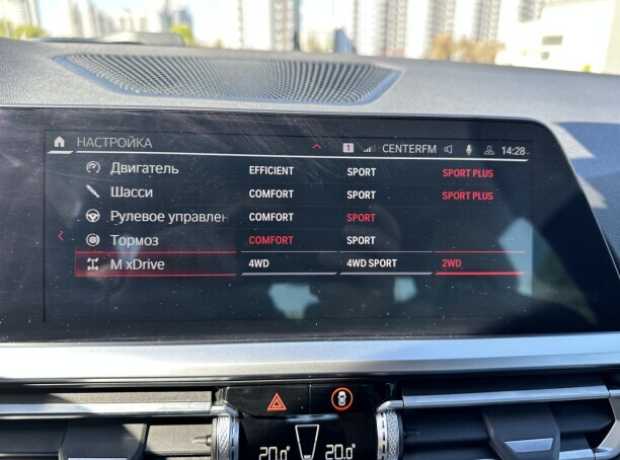 НАСТРОЙКА 1 CENTERFM 14:28
Двигатель EFFICIENT SPORT SPORT PLUS
Шасси COMFORT SPORT SPORT PLUS
Рулевое управлен COMFORT SPORT
Тормоз COMFORT SPORT
M xDrive 4WD 4WD SPORT 2WD
20.0 20.0